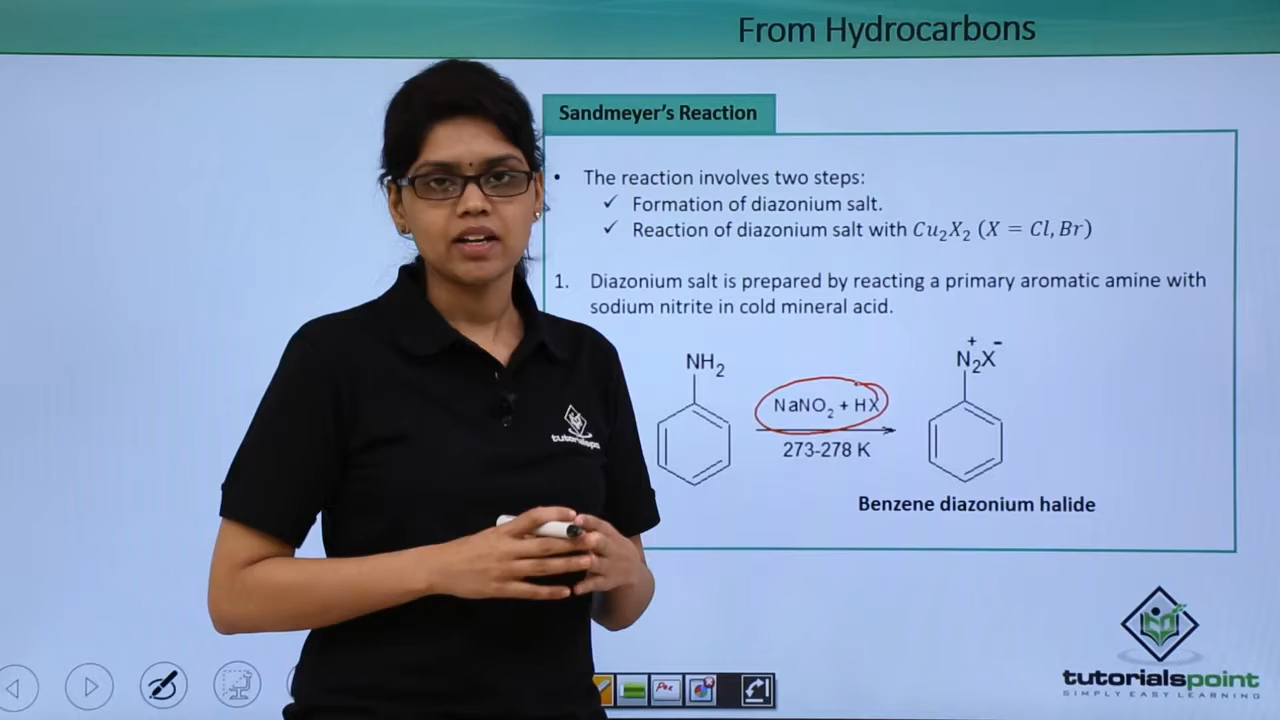 From Hydrocarbons
Sandmeyer's Reaction
• The reaction involves two steps:
✓ Formation of diazonium salt.
✓ Reaction of diazonium salt with Cu₂X₂ (X = Cl, Br)
1. Diazonium salt is prepared by reacting a primary aromatic amine with
sodium nitrite in cold mineral acid.
NH₂
NaNO₂ + HX
273-278 K
N₂⁺X⁻
Benzene diazonium halide
tutorialspoint
SIMPLY EASY LEARNING